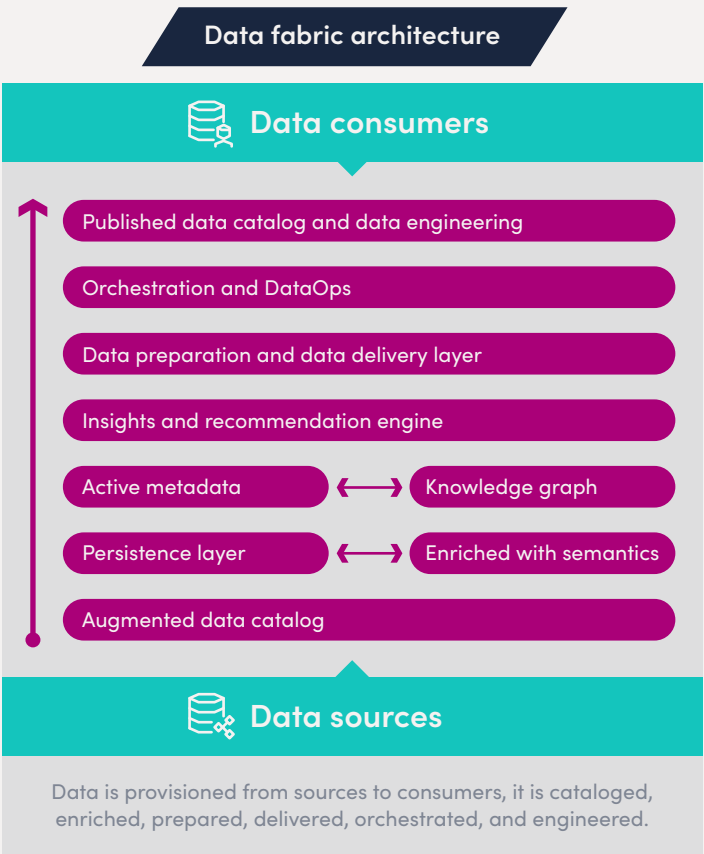 Data fabric architecture
Data consumers
Published data catalog and data engineering
Orchestration and DataOps
Data preparation and data delivery layer
Insights and recommendation engine
Active metadata
Knowledge graph
Persistence layer
Enriched with semantics
Augmented data catalog
Data sources
Data is provisioned from sources to consumers, it is cataloged,
enriched, prepared, delivered, orchestrated, and engineered.